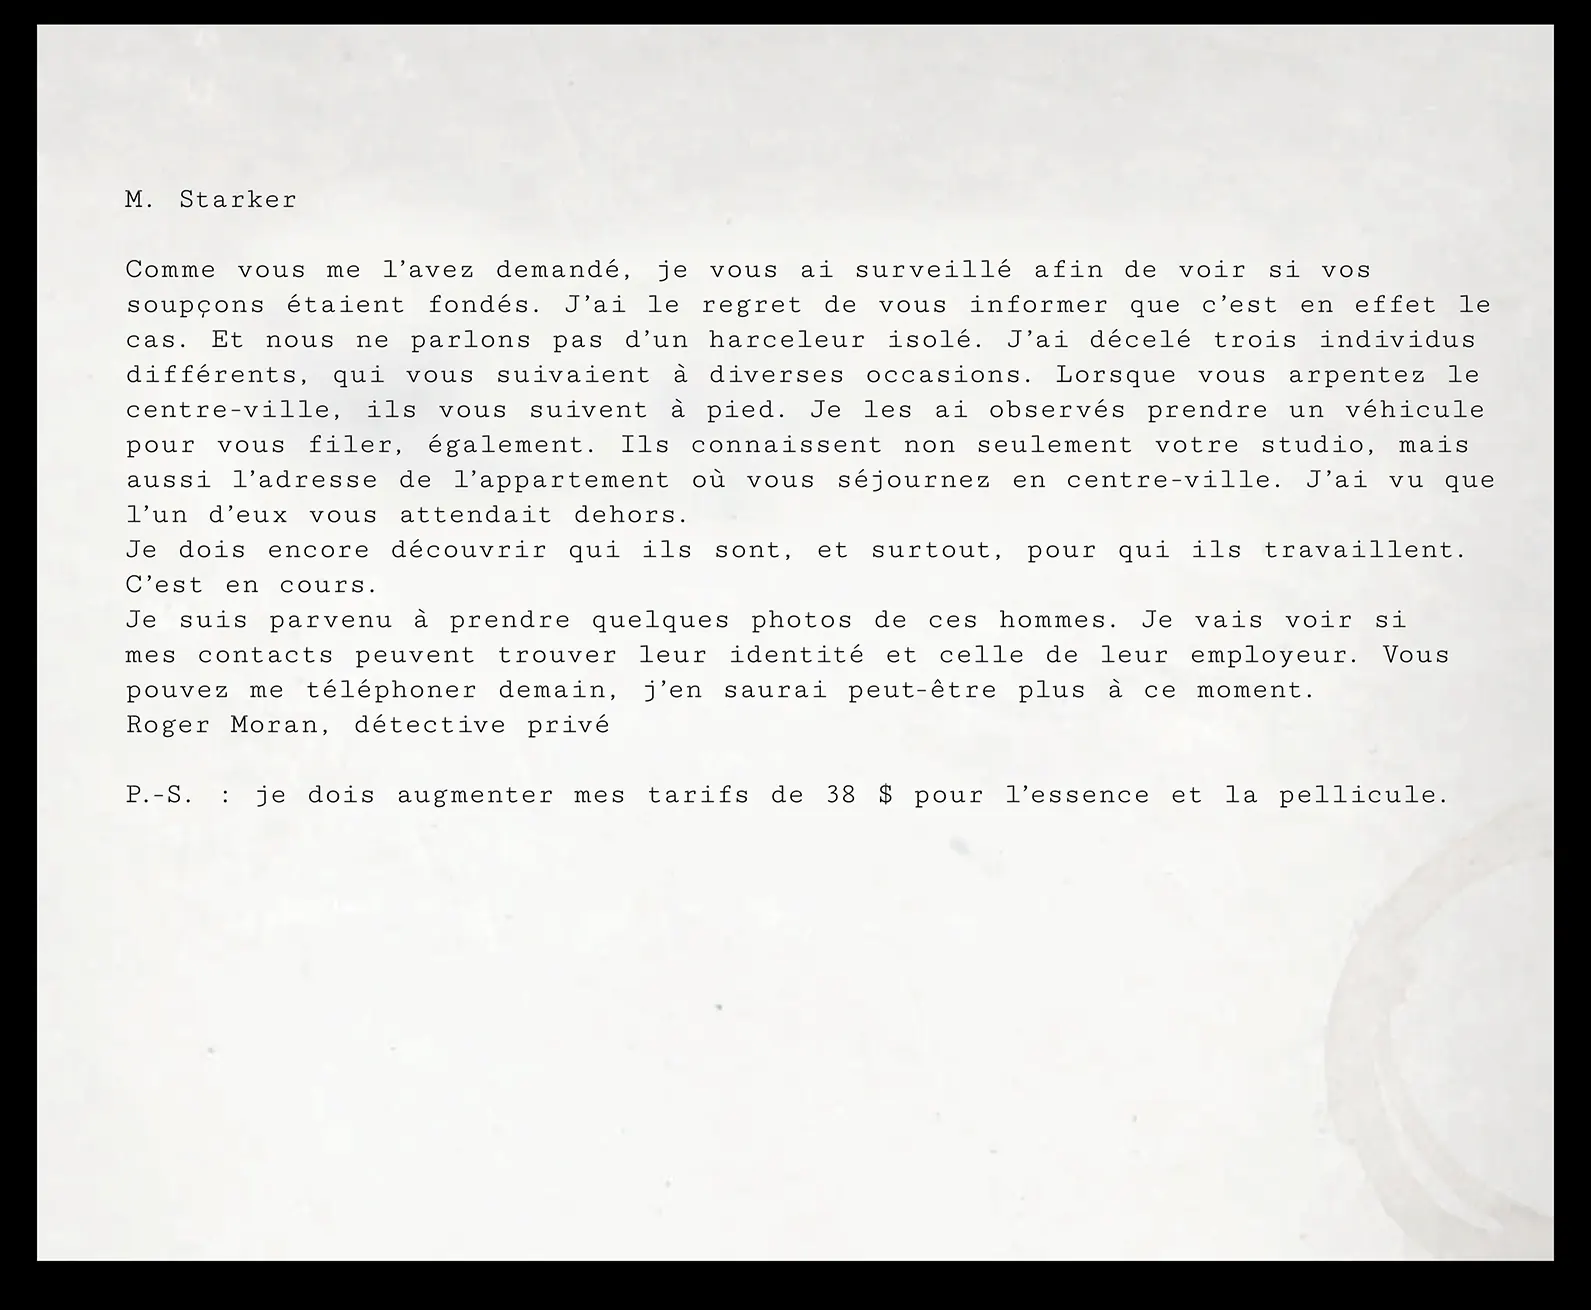 M. Starker
Comme vous me l’avez demandé, je vous ai surveillé afin de voir si vos
soupçons étaient fondés. J’ai le regret de vous informer que c’est en effet le
cas. Et nous ne parlons pas d’un harceleur isolé. J’ai décelé trois individus
différents, qui vous suivaient à diverses occasions. Lorsque vous arpentez le
centre-ville, ils vous suivent à pied. Je les ai observés prendre un véhicule
pour vous filer, également. Ils connaissent non seulement votre studio, mais
aussi l’adresse de l’appartement où vous séjournez en centre-ville. J’ai vu que
l’un d’eux vous attendait dehors.
Je dois encore découvrir qui ils sont, et surtout, pour qui ils travaillent.
C’est en cours.
Je suis parvenu à prendre quelques photos de ces hommes. Je vais voir si
mes contacts peuvent trouver leur identité et celle de leur employeur. Vous
pouvez me téléphoner demain, j’en saurai peut-être plus à ce moment.
Roger Moran, détective privé
P.-S. : je dois augmenter mes tarifs de 38 $ pour l’essence et la pellicule.